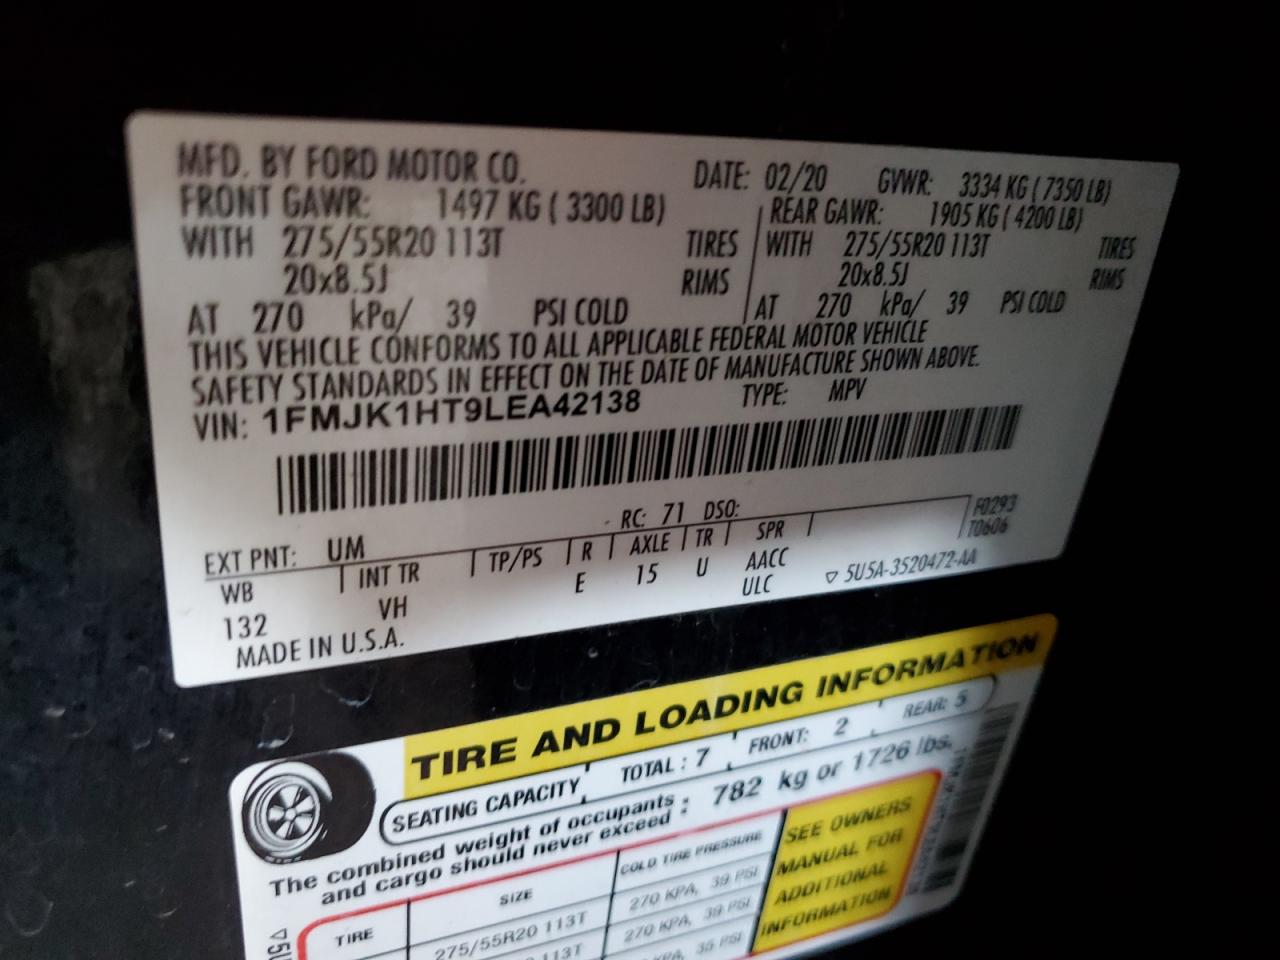 MFD. BY FORD MOTOR CO. DATE: 02/20 GVWR: 3334 KG ( 7350 LB)
FRONT GAWR: 1497 KG ( 3300 LB) REAR GAWR: 1905 KG ( 4200 LB)
WITH 275/55R20 113T TIRES WITH 275/55R20 113T TIRES
20x8.5J RIMS 20x8.5J RIMS
AT 270 kPa/ 39 PSI COLD AT 270 kPa/ 39 PSI COLD
THIS VEHICLE CONFORMS TO ALL APPLICABLE FEDERAL MOTOR VEHICLE
SAFETY STANDARDS IN EFFECT ON THE DATE OF MANUFACTURE SHOWN ABOVE.
VIN: 1FMJK1HT9LEA42138 TYPE: MPV
F0293
RC: 71 DSO: T0606
EXT PNT: UM
WB INT TR TP/PS R AXLE TR SPR
132 VH E 15 U AACC
ULC ▽ 5U5A-3520472-AA
MADE IN U.S.A.
TIRE AND LOADING INFORMATION
SEATING CAPACITY TOTAL : 7 FRONT: 2 REAR: 5
The combined weight of occupants
and cargo should never exceed : 782 kg or 1726 lbs.
TIRE SIZE COLD TIRE PRESSURE
275/55R20 113T 270 KPA, 39 PSI
113T 270 KPA, 39 PSI
PSI
SEE OWNERS
MANUAL FOR
ADDITIONAL
INFORMATION